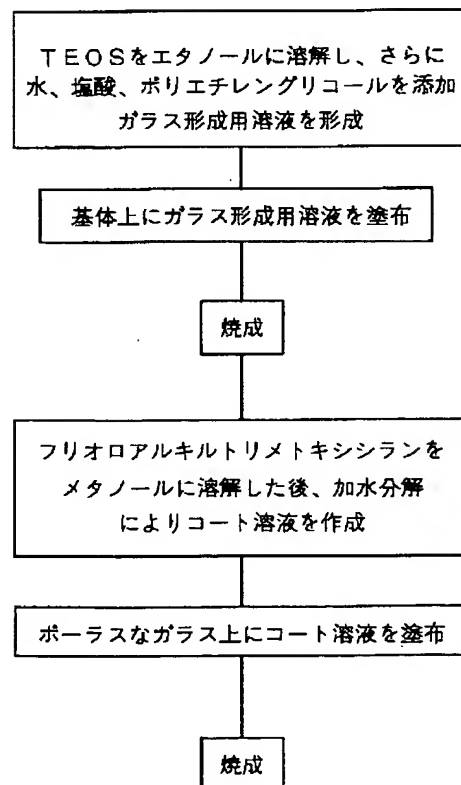 TEOSをエタノールに溶解し、さらに
水、塩酸、ポリエチレングリコールを添加
ガラス形成用溶液を形成
基体上にガラス形成用溶液を塗布
焼成
フリオロアルキルトリメトキシシランを
メタノールに溶解した後、加水分解
によりコート溶液を作成
ポーラスなガラス上にコート溶液を塗布
焼成